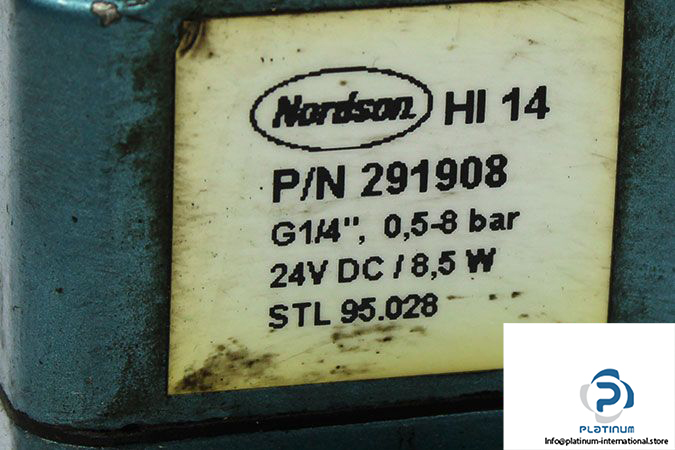 Nordson HI 14
P/N 291908
G1/4", 0,5-8 bar
24V DC / 8,5 W
STL 95.028
PLATINUM
Info@platinum-international.store